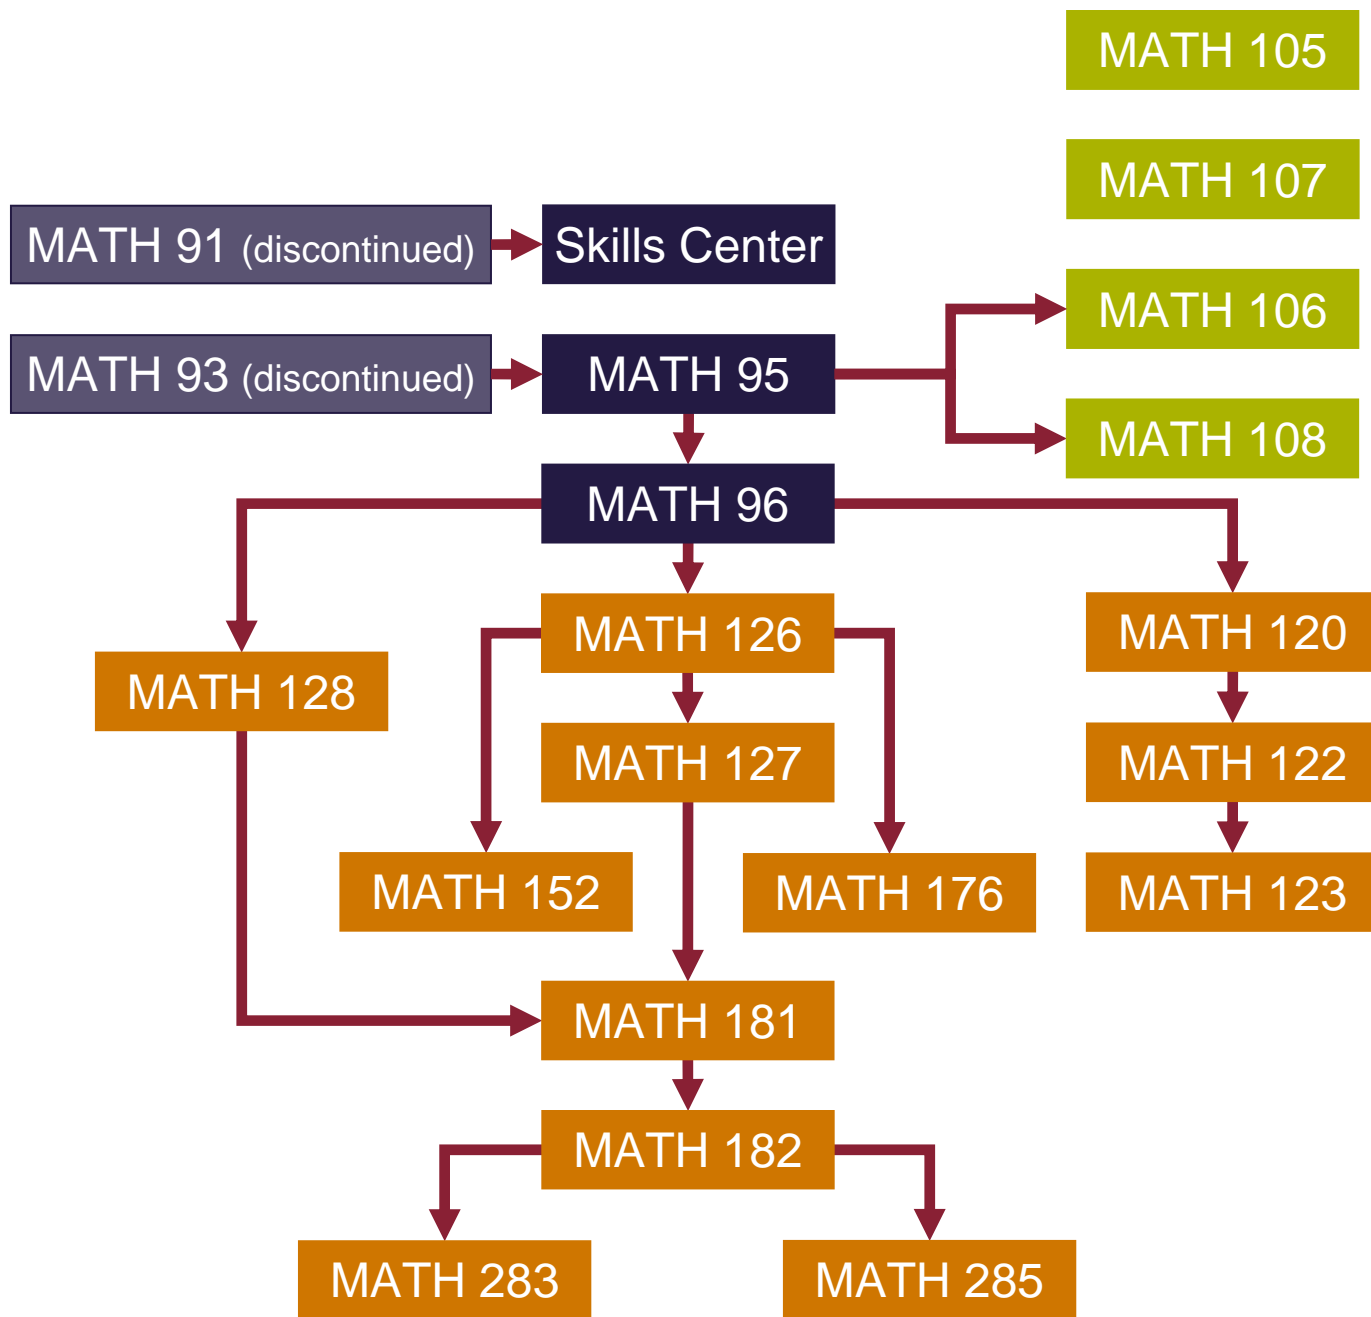 MATH 105
MATH 107
MATH 91 (discontinued)
Skills Center
MATH 106
MATH 93 (discontinued)
MATH 95
MATH 108
MATH 96
MATH 126
MATH 120
MATH 128
MATH 127
MATH 122
MATH 152
MATH 176
MATH 123
MATH 181
MATH 182
MATH 283
MATH 285